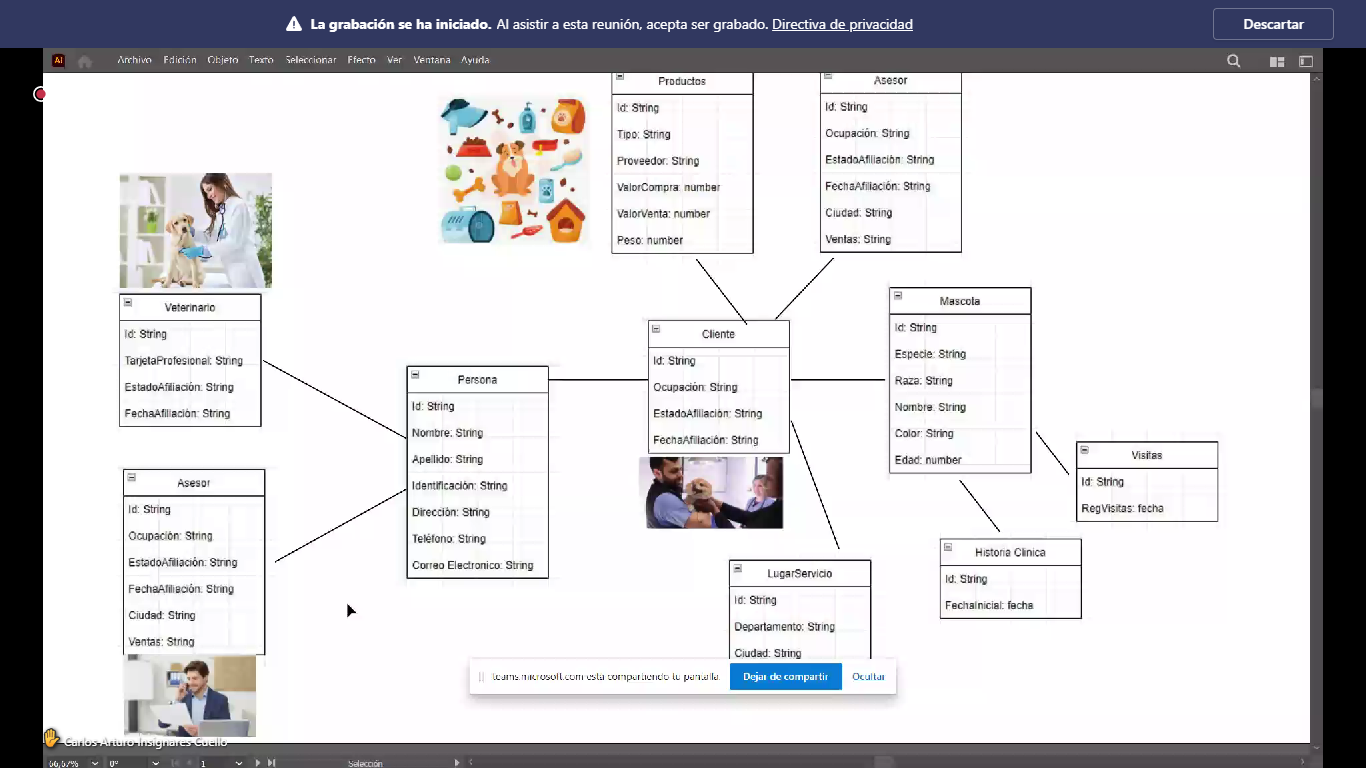 La grabación se ha iniciado. Al asistir a esta reunión, acepta ser grabado. Directiva de privacidad
Descartar
Ai
Archivo Edición Objeto Texto Seleccionar Efecto Ver Ventana Ayuda
Productos
Id: String
Tipo: String
Proveedor: String
ValorCompra: number
ValorVenta: number
Peso: number
Asesor
Id: String
Ocupación: String
EstadoAfiliación: String
FechaAfiliación: String
Ciudad: String
Ventas: String
Veterinario
Id: String
TarjetaProfesional: String
EstadoAfiliación: String
FechaAfiliación: String
Persona
Id: String
Nombre: String
Apellido: String
Identificación: String
Dirección: String
Teléfono: String
Correo Electronico: String
Cliente
Id: String
Ocupación: String
EstadoAfiliación: String
FechaAfiliación: String
Mascota
Id: String
Especie: String
Raza: String
Nombre: String
Color: String
Edad: number
Visitas
Id: String
RegVisitas: fecha
Asesor
Id: String
Ocupación: String
EstadoAfiliación: String
FechaAfiliación: String
Ciudad: String
Ventas: String
Historia Clinica
Id: String
FechaInicial: fecha
LugarServicio
Id: String
Departamento: String
Ciudad: String
teams.microsoft.com está compartiendo tu pantalla.
Dejar de compartir
Ocultar
Carlos Arturo Insignares Cuello
66,67% 0° 1 Selección